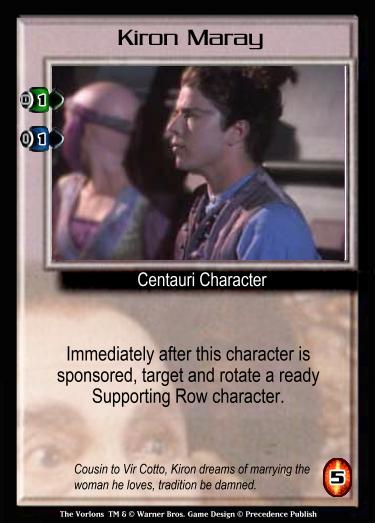 Kiron Maray
D 1
D 1
Centauri Character
Immediately after this character is
sponsored, target and rotate a ready
Supporting Row character.
Cousin to Vir Cotto, Kiron dreams of marrying the
woman he loves, tradition be damned.
5
The Vorlons TM & © Warner Bros. Game Design © Precedence Publish